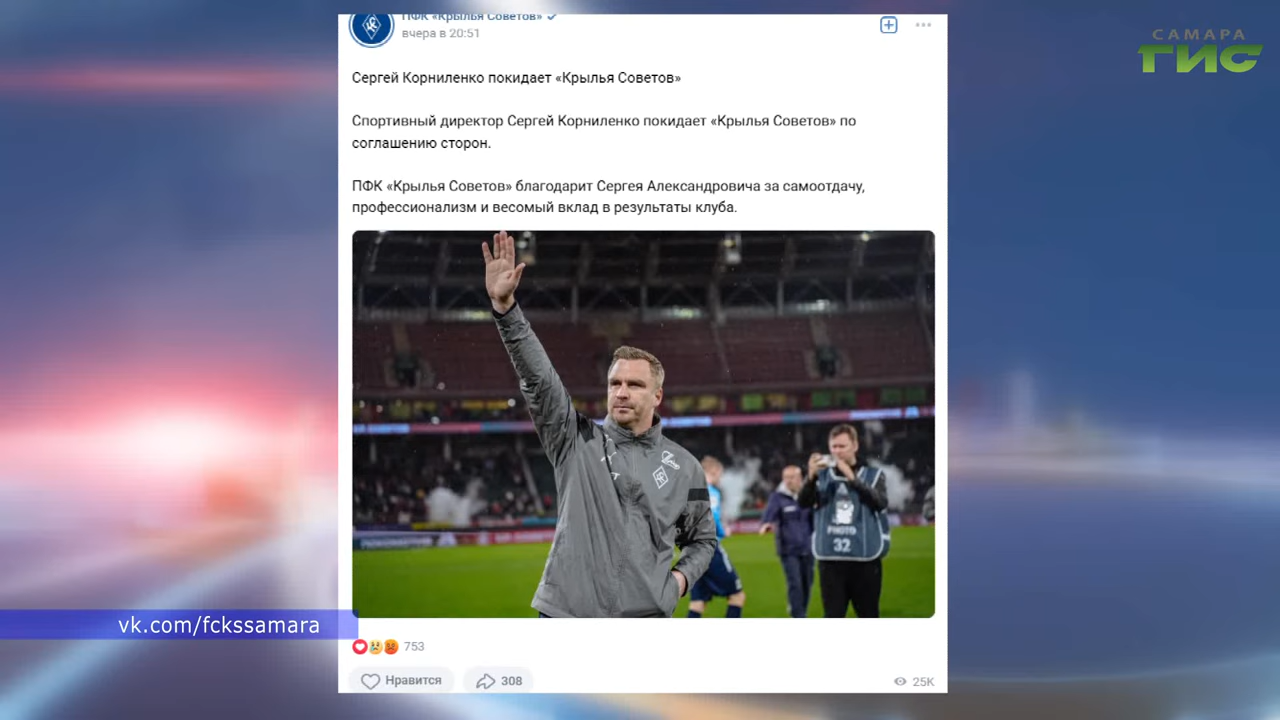 ПФК «Крылья Советов»
вчера в 20:51
САМАРА
ГИС
Сергей Корниленко покидает «Крылья Советов»
Спортивный директор Сергей Корниленко покидает «Крылья Советов» по
соглашению сторон.
ПФК «Крылья Советов» благодарит Сергея Александровича за самоотдачу,
профессионализм и весомый вклад в результаты клуба.
PHOTO
32
vk.com/fckssamara
753
Нравится
308
25K